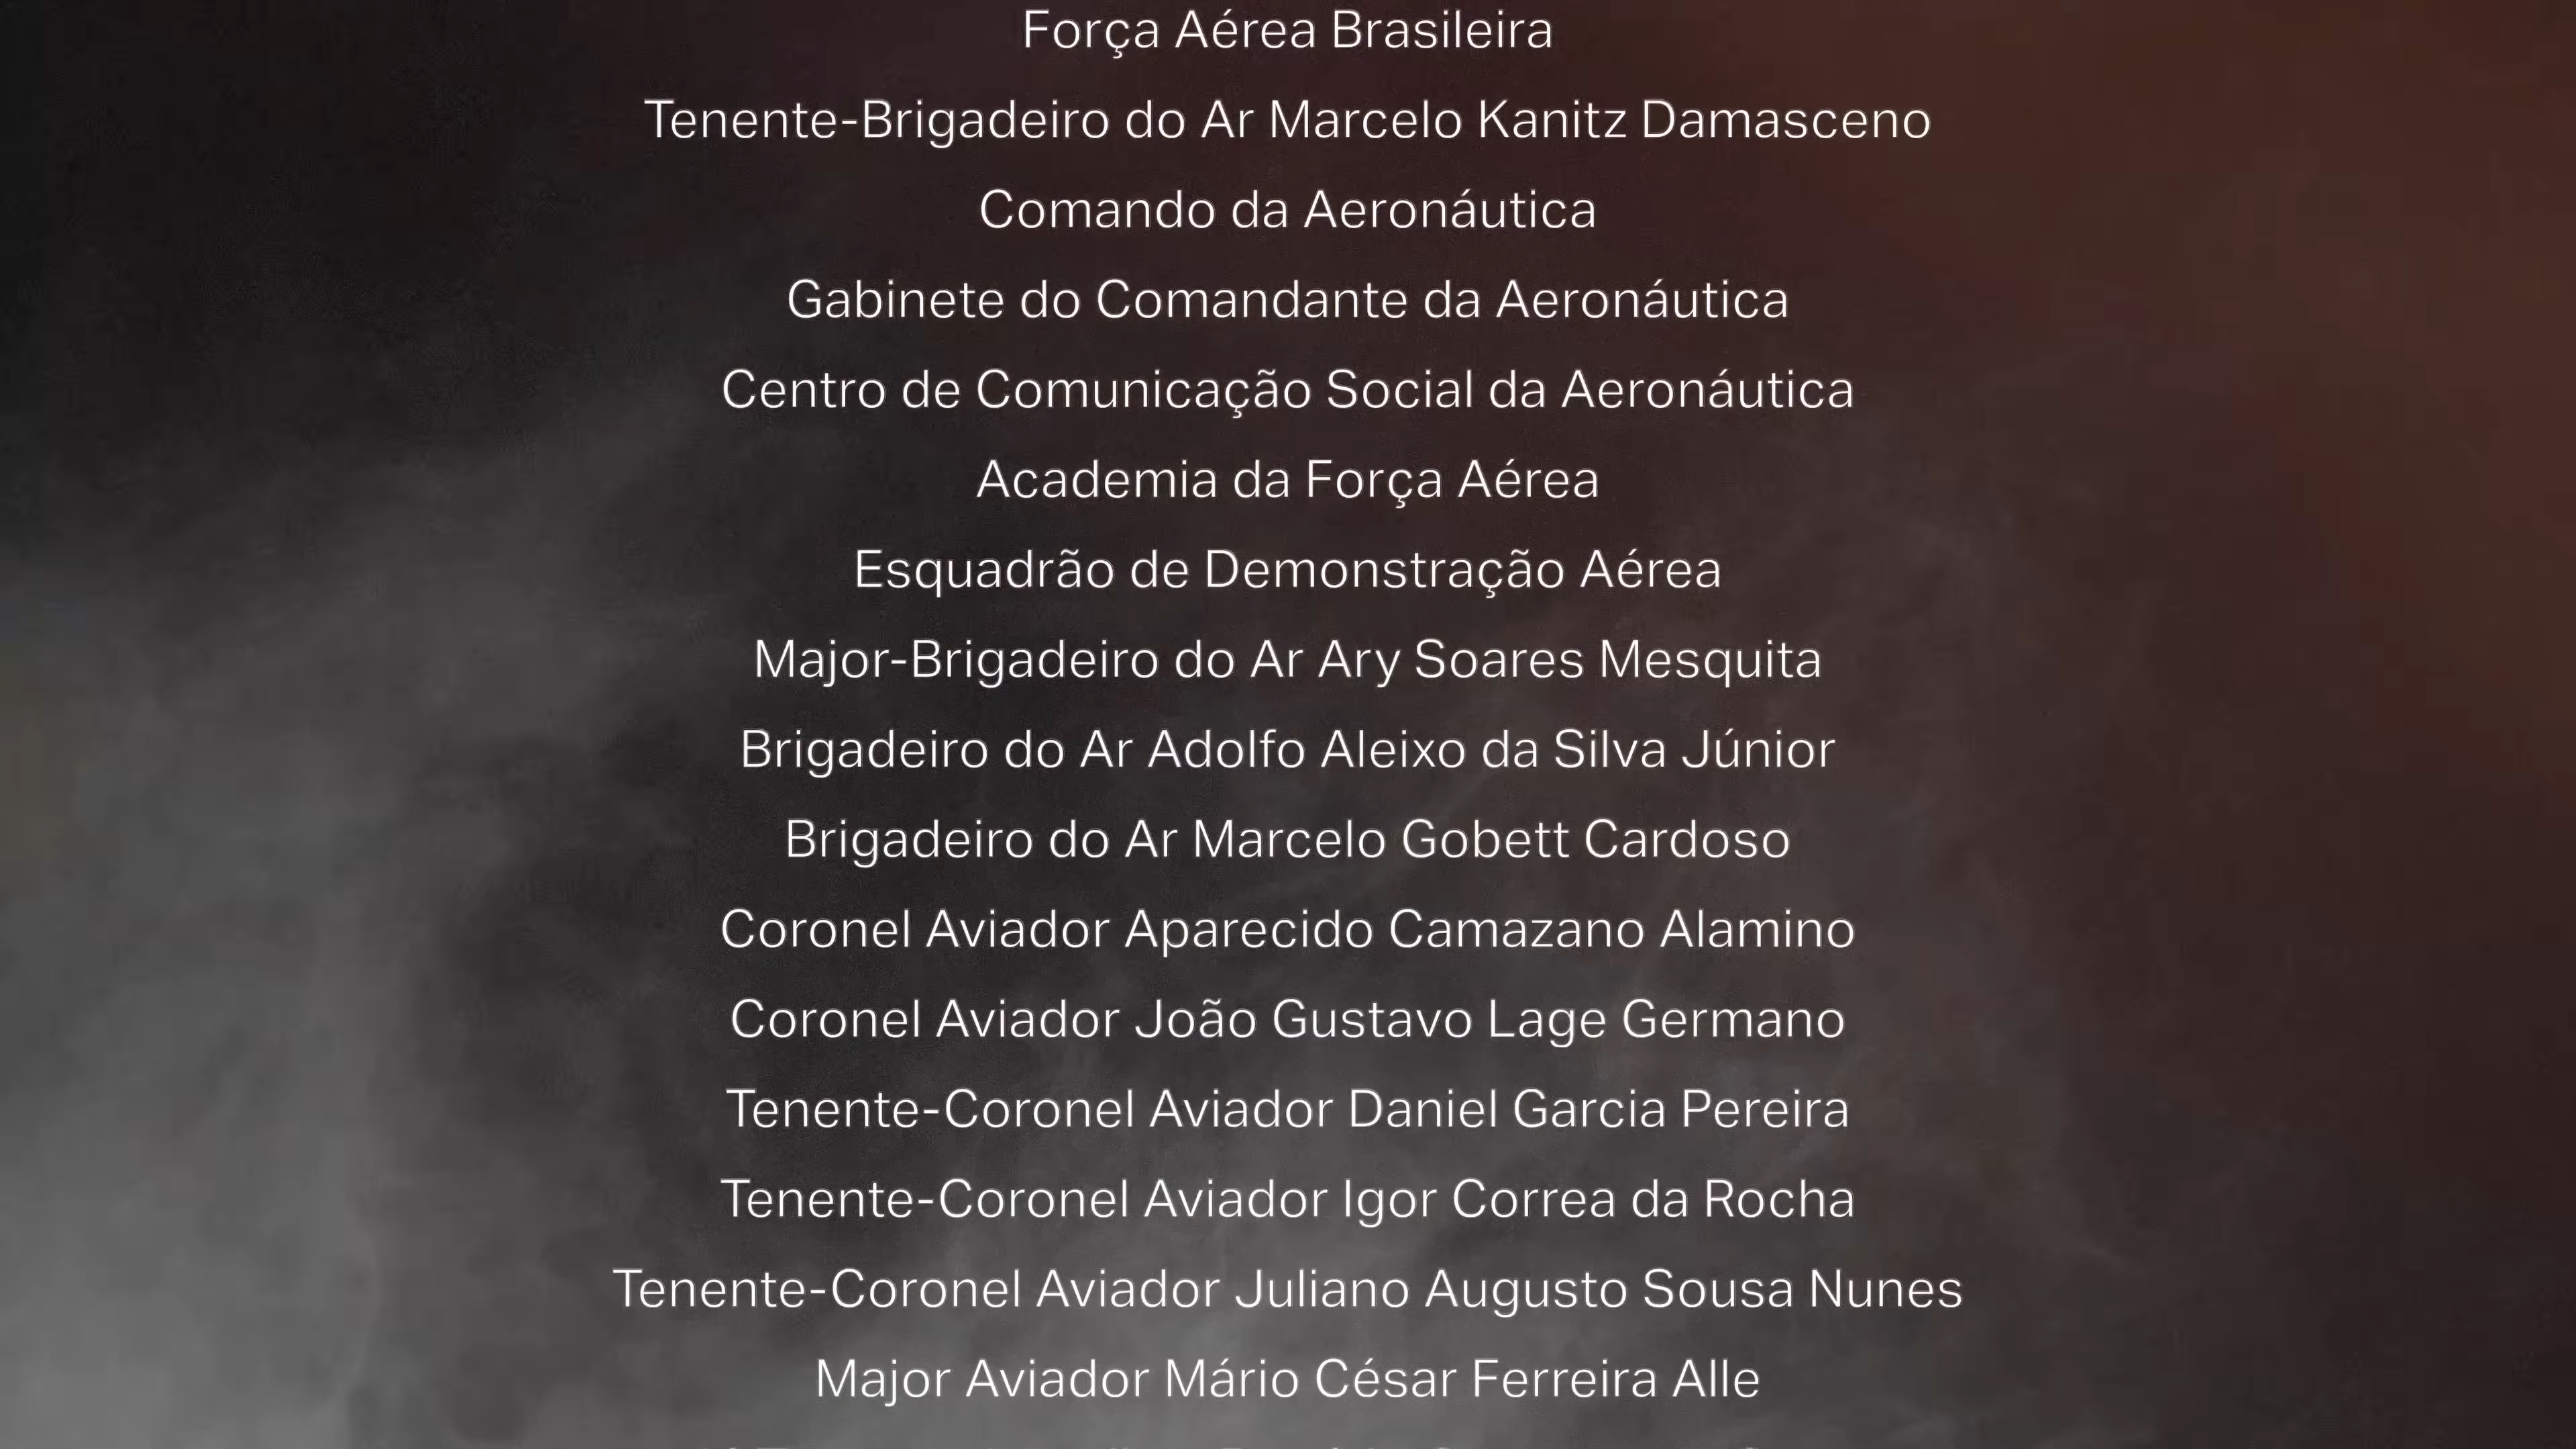 Força Aérea Brasileira
Tenente-Brigadeiro do Ar Marcelo Kanitz Damasceno
Comando da Aeronáutica
Gabinete do Comandante da Aeronáutica
Centro de Comunicação Social da Aeronáutica
Academia da Força Aérea
Esquadrão de Demonstração Aérea
Major-Brigadeiro do Ar Ary Soares Mesquita
Brigadeiro do Ar Adolfo Aleixo da Silva Júnior
Brigadeiro do Ar Marcelo Gobett Cardoso
Coronel Aviador Aparecido Camazano Alamino
Coronel Aviador João Gustavo Lage Germano
Tenente-Coronel Aviador Daniel Garcia Pereira
Tenente-Coronel Aviador Igor Correa da Rocha
Tenente-Coronel Aviador Juliano Augusto Sousa Nunes
Major Aviador Mário César Ferreira Alle